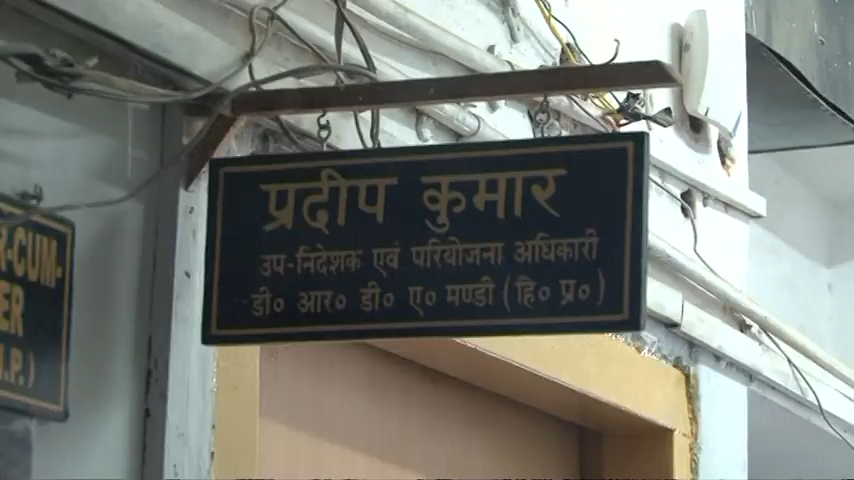 प्रदीप कुमार
उप-निदेशक एवं परियोजना अधिकारी
डी० आर० डी० ए० मण्डी (हि० प्र०)
R-CUM-
ER
.P.)